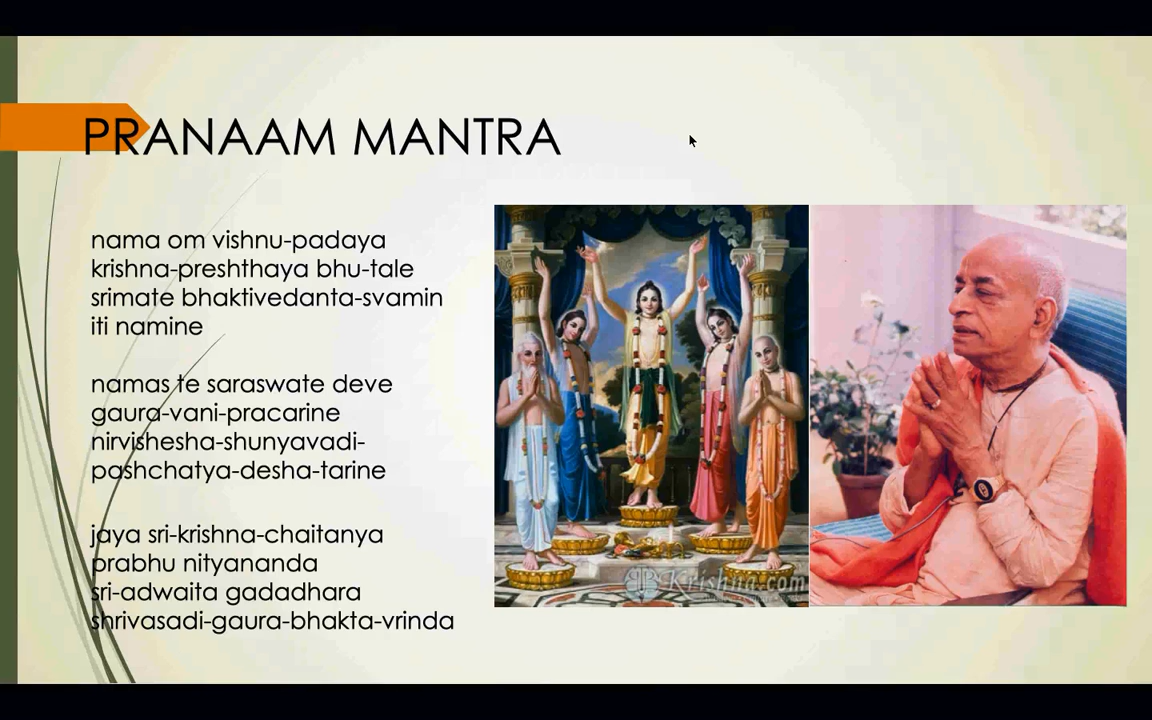 PRANAAM MANTRA
nama om vishnu-padaya
krishna-preshthaya bhu-tale
srimate bhaktivedanta-svamin
iti namine
namas te saraswate deve
gaura-vani-pracarine
nirvishesha-shunyavadi-
pashchatya-desha-tarine
jaya sri-krishna-chaitanya
prabhu nityananda
sri-adwaita gadadhara
shrivasadi-gaura-bhakta-vrinda
Krishna.com